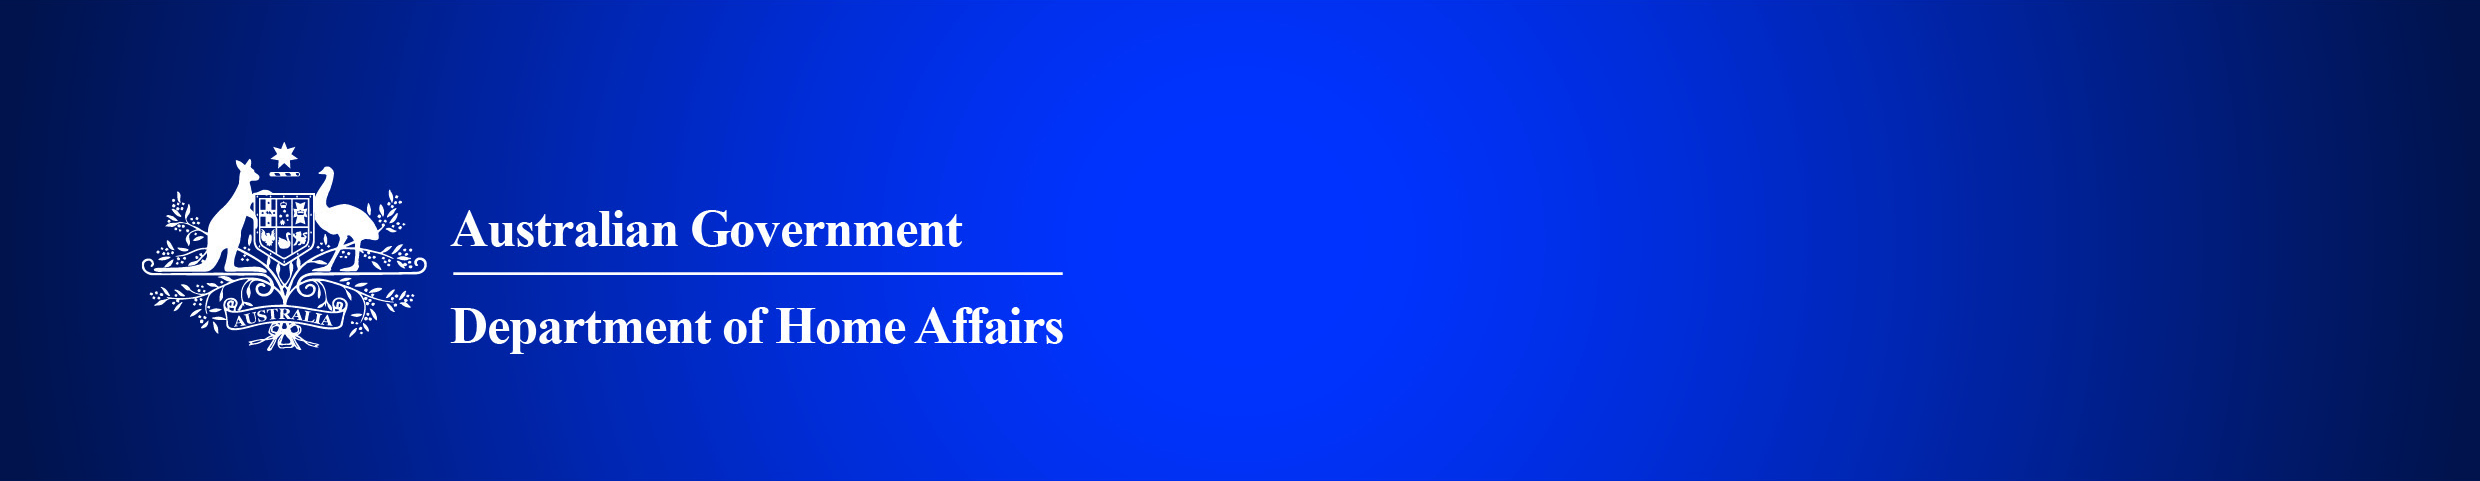 Australian Government
Department of Home Affairs
AUSTRALIA